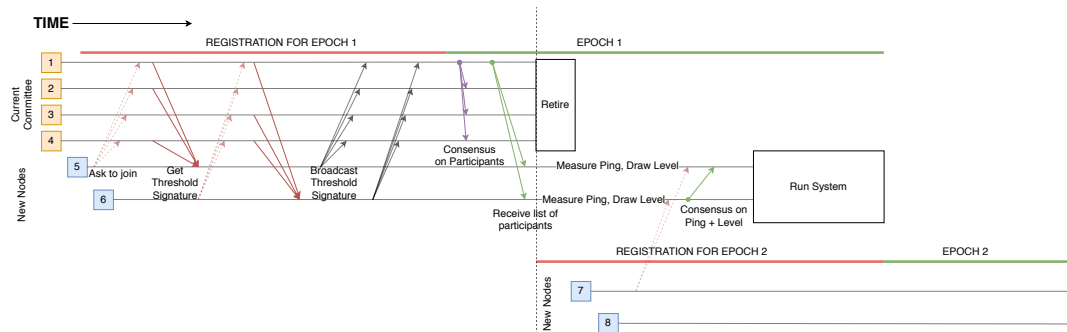 TIME
REGISTRATION FOR EPOCH 1
EPOCH 1
Current
Committee
1
2
3
4
Retire
Consensus
on Participants
New Nodes
5
6
Ask to join
Get
Threshold
Signature
Broadcast
Threshold
Signature
Measure Ping, Draw Level
Measure Ping, Draw Level
Run System
Receive list of
participants
Consensus on
Ping + Level
REGISTRATION FOR EPOCH 2
EPOCH 2
New Nodes
7
8